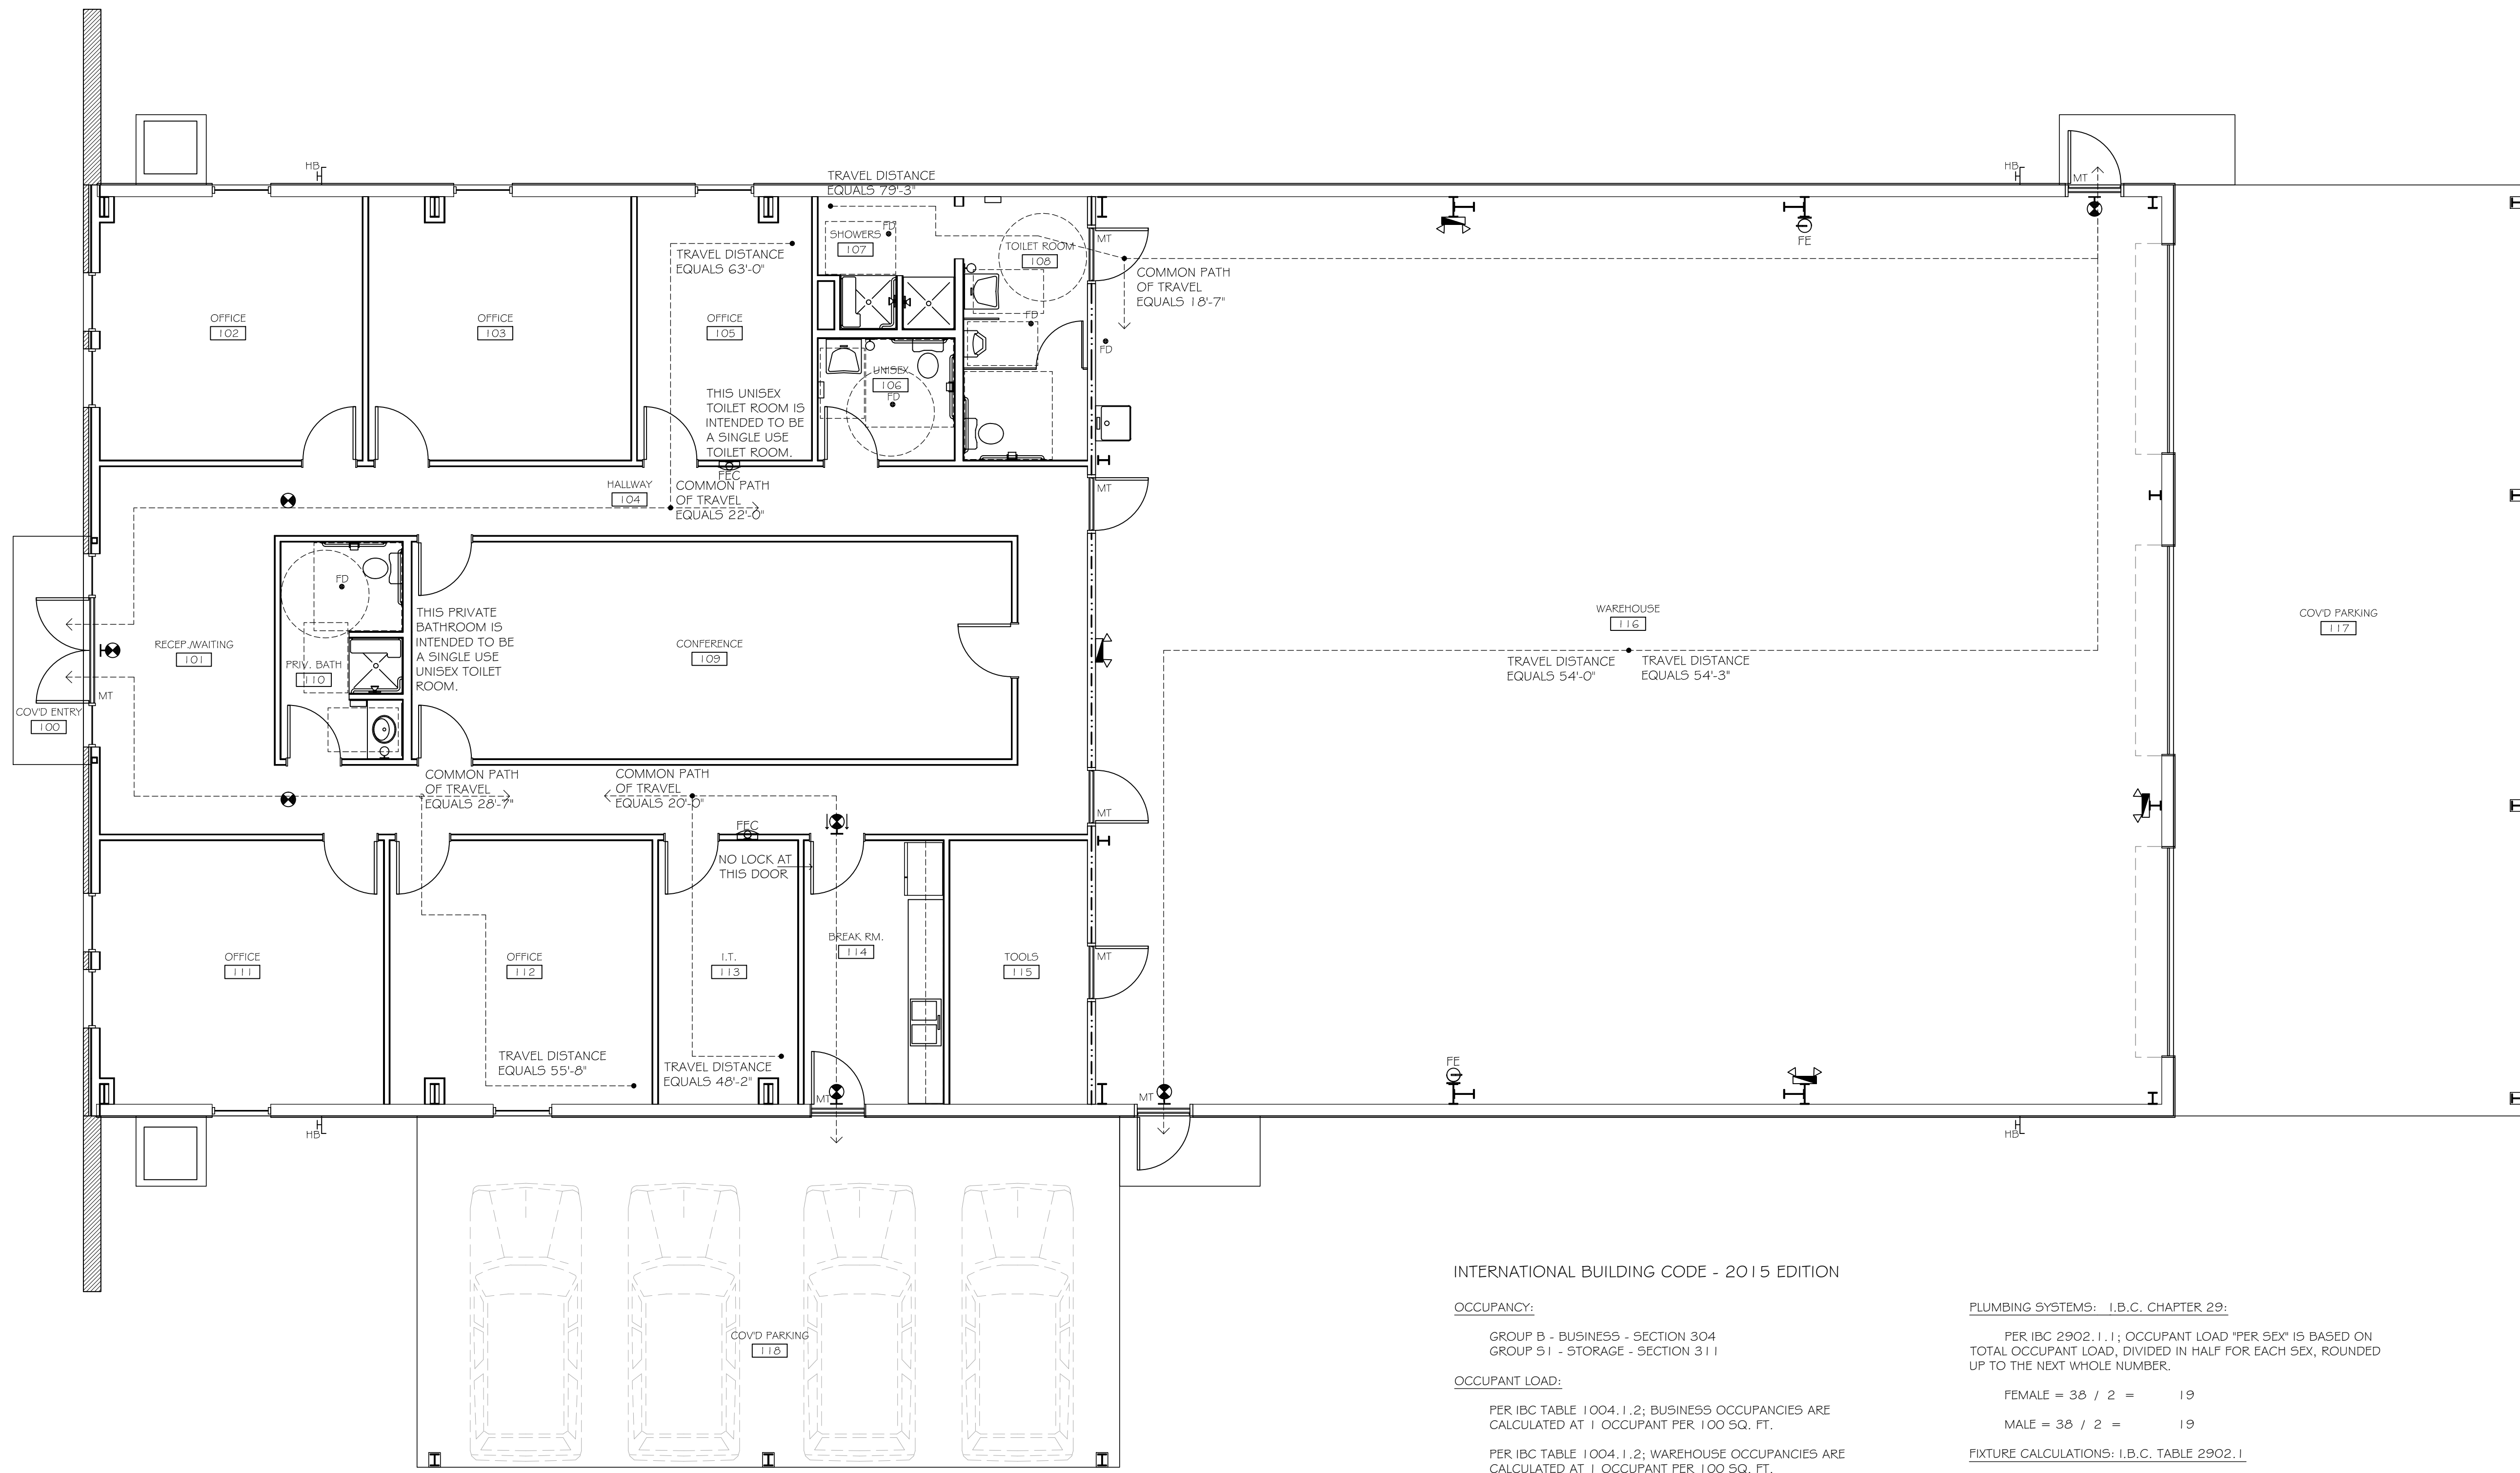 HB
HB
MT
TRAVEL DISTANCE
EQUALS 79'-3"
SHOWERS
107
FD
TOILET ROOM
108
MT
FE
TRAVEL DISTANCE
EQUALS 63'-0"
COMMON PATH
OF TRAVEL
EQUALS 18'-7"
OFFICE
102
OFFICE
103
OFFICE
105
FD
FD
UNISEX
106
FD
THIS UNISEX
TOILET ROOM IS
INTENDED TO BE
A SINGLE USE
TOILET ROOM.
FEC
HALLWAY
104
COMMON PATH
OF TRAVEL
EQUALS 22'-0"
MT
FD
THIS PRIVATE
BATHROOM IS
INTENDED TO BE
A SINGLE USE
UNISEX TOILET
ROOM.
RECEP./WAITING
101
PRIV. BATH
110
CONFERENCE
109
WAREHOUSE
116
COV'D PARKING
117
TRAVEL DISTANCE
EQUALS 54'-0"
TRAVEL DISTANCE
EQUALS 54'-3"
MT
COV'D ENTRY
100
COMMON PATH
OF TRAVEL
EQUALS 28'-7"
COMMON PATH
OF TRAVEL
EQUALS 20'-0"
MT
FEC
NO LOCK AT
THIS DOOR
OFFICE
111
OFFICE
112
I.T.
113
BREAK RM.
114
TOOLS
115
MT
TRAVEL DISTANCE
EQUALS 55'-8"
TRAVEL DISTANCE
EQUALS 48'-2"
MT
MT
FE
HB
HB
COV'D PARKING
118
INTERNATIONAL BUILDING CODE - 2015 EDITION
OCCUPANCY:
GROUP B - BUSINESS - SECTION 304
GROUP S1 - STORAGE - SECTION 311
OCCUPANT LOAD:
PER IBC TABLE 1004.1.2; BUSINESS OCCUPANCIES ARE
CALCULATED AT 1 OCCUPANT PER 100 SQ. FT.
PER IBC TABLE 1004.1.2; WAREHOUSE OCCUPANCIES ARE
CALCULATED AT 1 OCCUPANT PER 100 SQ. FT.
PLUMBING SYSTEMS: I.B.C. CHAPTER 29:
PER IBC 2902.1.1; OCCUPANT LOAD "PER SEX" IS BASED ON
TOTAL OCCUPANT LOAD, DIVIDED IN HALF FOR EACH SEX, ROUNDED
UP TO THE NEXT WHOLE NUMBER.
FEMALE = 38 / 2 = 19
MALE = 38 / 2 = 19
FIXTURE CALCULATIONS: I.B.C. TABLE 2902.1